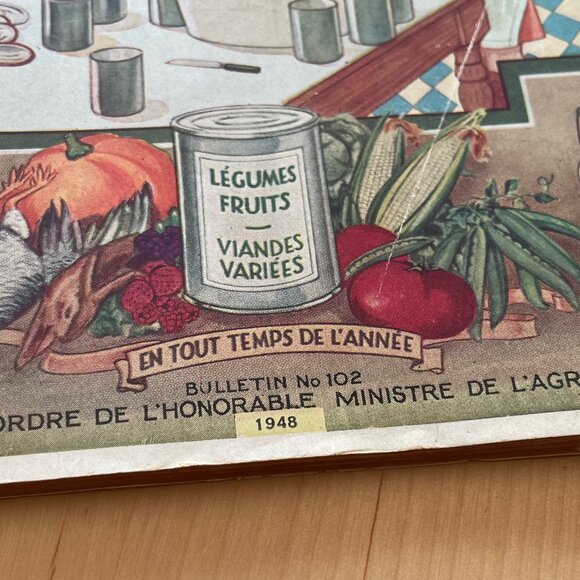 LÉGUMES
FRUITS
—
VIANDES
VARIÉES
EN TOUT TEMPS DE L'ANNÉE
BULLETIN No 102
ORDRE DE L'HONORABLE MINISTRE DE L'AGR
1948